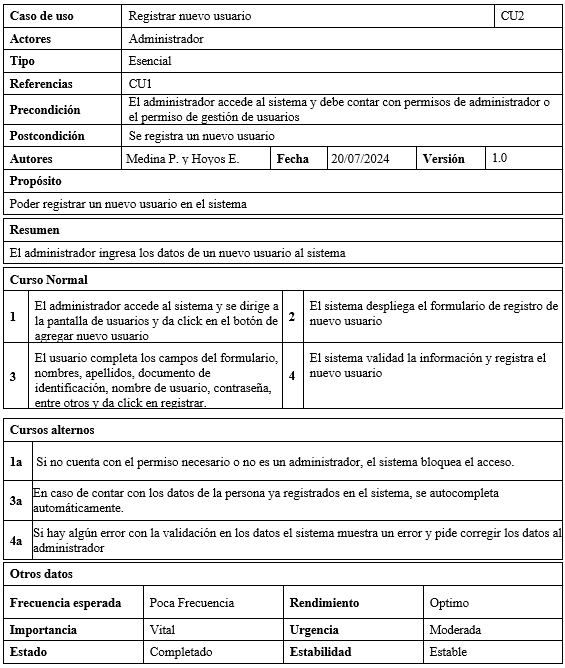 Caso de uso Registrar nuevo usuario CU2
Actores Administrador
Tipo Esencial
Referencias CU1
Precondición El administrador accede al sistema y debe contar con permisos de administrador o
el permiso de gestión de usuarios
Postcondición Se registra un nuevo usuario
Autores Medina P. y Hoyos E. Fecha 20/07/2024 Versión 1.0
Propósito
Poder registrar un nuevo usuario en el sistema
Resumen
El administrador ingresa los datos de un nuevo usuario al sistema
Curso Normal
1 El administrador accede al sistema y se dirige a
la pantalla de usuarios y da click en el botón de
agregar nuevo usuario
2 El sistema despliega el formulario de registro de
nuevo usuario
3 El usuario completa los campos del formulario,
nombres, apellidos, documento de
identificación, nombre de usuario, contraseña,
entre otros y da click en registrar.
4 El sistema validad la información y registra el
nuevo usuario
Cursos alternos
1a Si no cuenta con el permiso necesario o no es un administrador, el sistema bloquea el acceso.
3a En caso de contar con los datos de la persona ya registrados en el sistema, se autocompleta
automáticamente.
4a Si hay algún error con la validación en los datos el sistema muestra un error y pide corregir los datos al
administrador
Otros datos
Frecuencia esperada Poca Frecuencia Rendimiento Optimo
Importancia Vital Urgencia Moderada
Estado Completado Estabilidad Estable